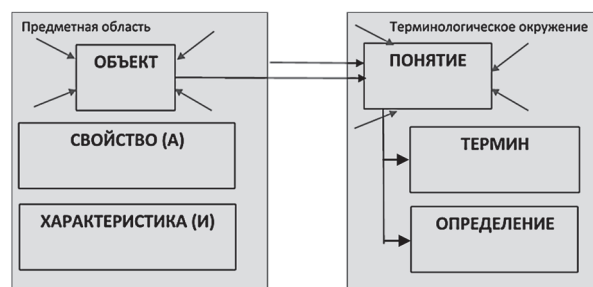 Предметная область
ОБЪЕКТ
СВОЙСТВО (А)
ХАРАКТЕРИСТИКА (И)
Терминологическое окружение
ПОНЯТИЕ
ТЕРМИН
ОПРЕДЕЛЕНИЕ